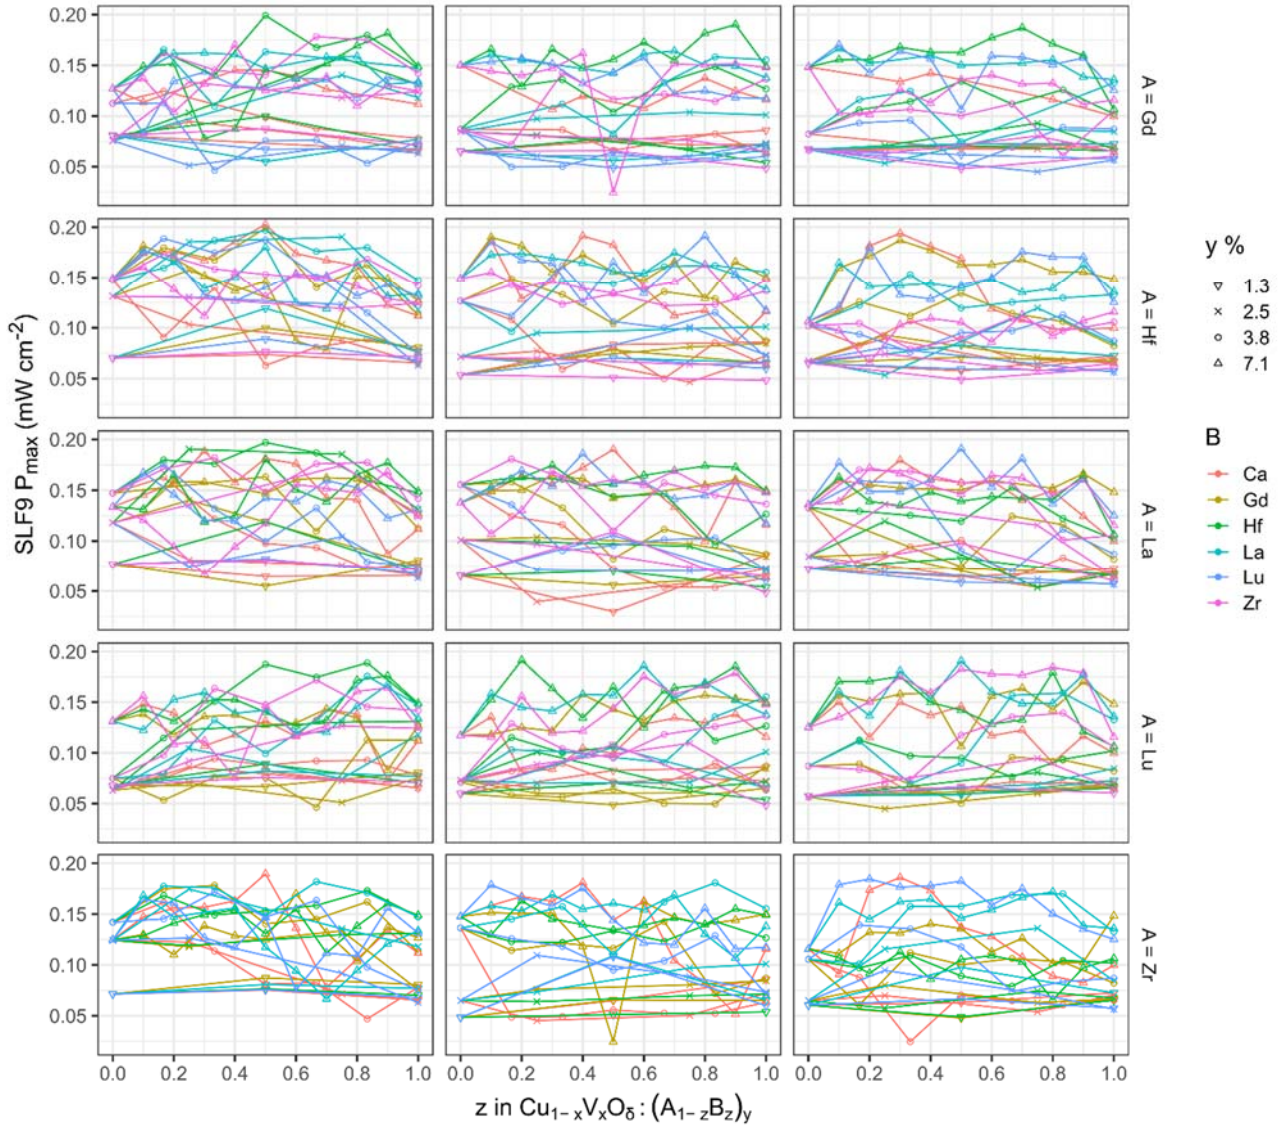 SLF9 Pmax (mW cm−2)
0.20
0.15
0.10
0.05
A = Gd
0.20
0.15
0.10
0.05
A = Hf
0.20
0.15
0.10
0.05
A = La
0.20
0.15
0.10
0.05
A = Lu
0.20
0.15
0.10
0.05
A = Zr
0.0 0.2 0.4 0.6 0.8 1.0 0.0 0.2 0.4 0.6 0.8 1.0 0.0 0.2 0.4 0.6 0.8 1.0
z in Cu1−xVxOδ : (A1−zBz)y
y %
1.3
2.5
3.8
7.1
B
Ca
Gd
Hf
La
Lu
Zr